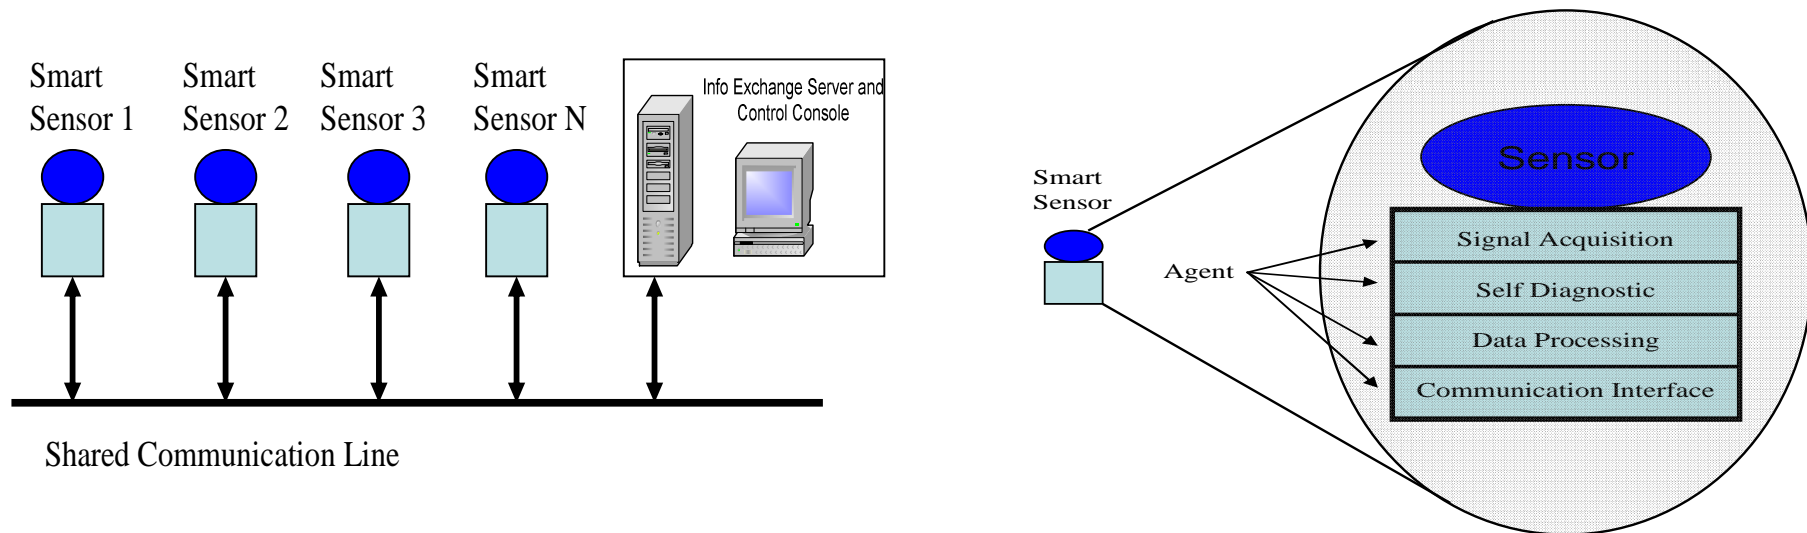 Smart
Sensor 1
Smart
Sensor 2
Smart
Sensor 3
Smart
Sensor N
Info Exchange Server and
Control Console
Shared Communication Line
Smart
Sensor
Agent
Sensor
Signal Acquisition
Self Diagnostic
Data Processing
Communication Interface